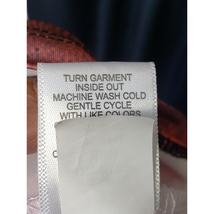 TURN GARMENT
INSIDE OUT
MACHINE WASH COLD
GENTLE CYCLE
WITH LIKE COLORS